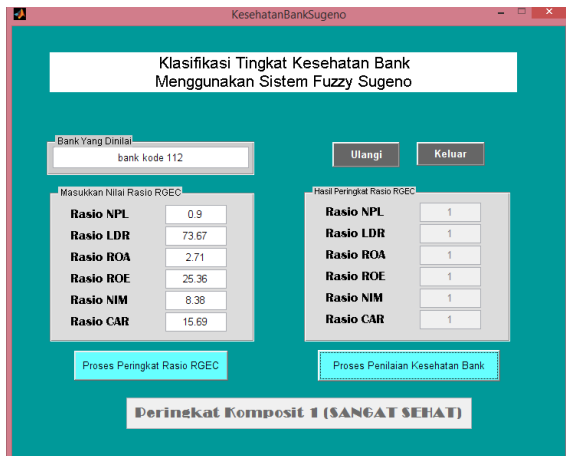 KesehatanBankSugeno
Klasifikasi Tingkat Kesehatan Bank
Menggunakan Sistem Fuzzy Sugeno
Bank Yang Dinilai
bank kode 112
Ulangi
Keluar
Masukkan Nilai Rasio RGEC
Rasio NPL 0.9
Rasio LDR 73.67
Rasio ROA 2.71
Rasio ROE 25.36
Rasio NIM 8.38
Rasio CAR 15.69
Proses Peringkat Rasio RGEC
Hasil Peringkat Rasio RGEC
Rasio NPL 1
Rasio LDR 1
Rasio ROA 1
Rasio ROE 1
Rasio NIM 1
Rasio CAR 1
Proses Penilaian Kesehatan Bank
Peringkat Komposit 1 (SANGAT SEHAT)